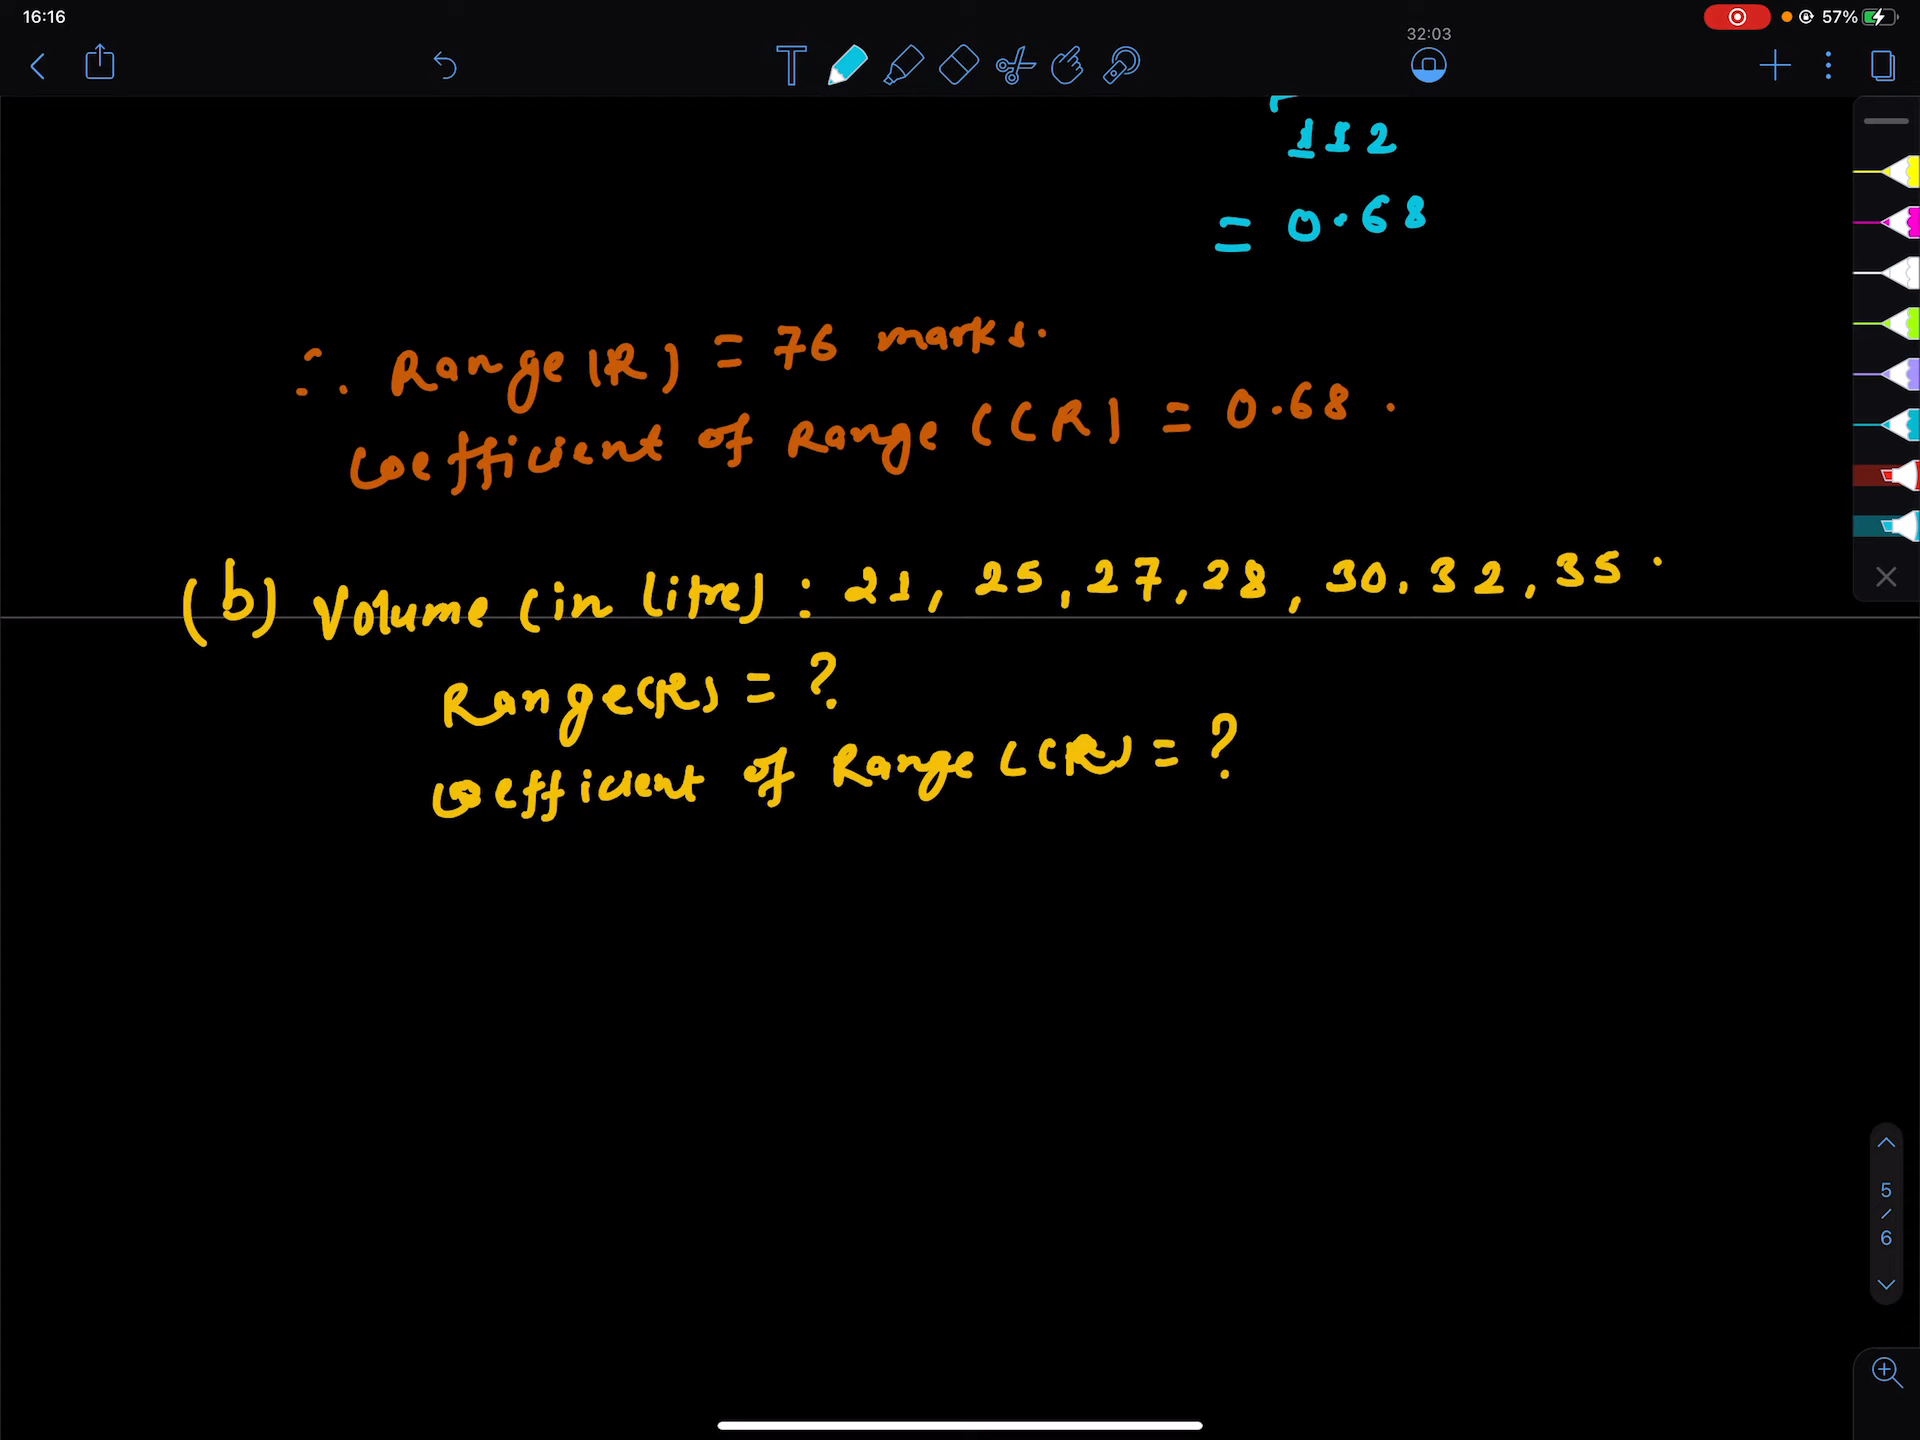 16:16
57%
32:03
112
= 0.68
∴ Range (R) = 76 marks.
Coefficient of Range (CR) = 0.68.
(b) Volume (in litre) : 21, 25, 27, 28, 30, 32, 35.
Range (R) = ?
Coefficient of Range (CR) = ?
5
/
6